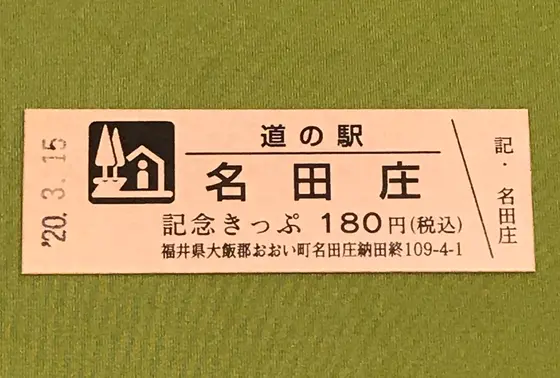 '20. 3. 15
道の駅
名田庄
記念きっぷ 180円(税込)
福井県大飯郡おおい町名田庄納田終109-4-1
記・名田庄